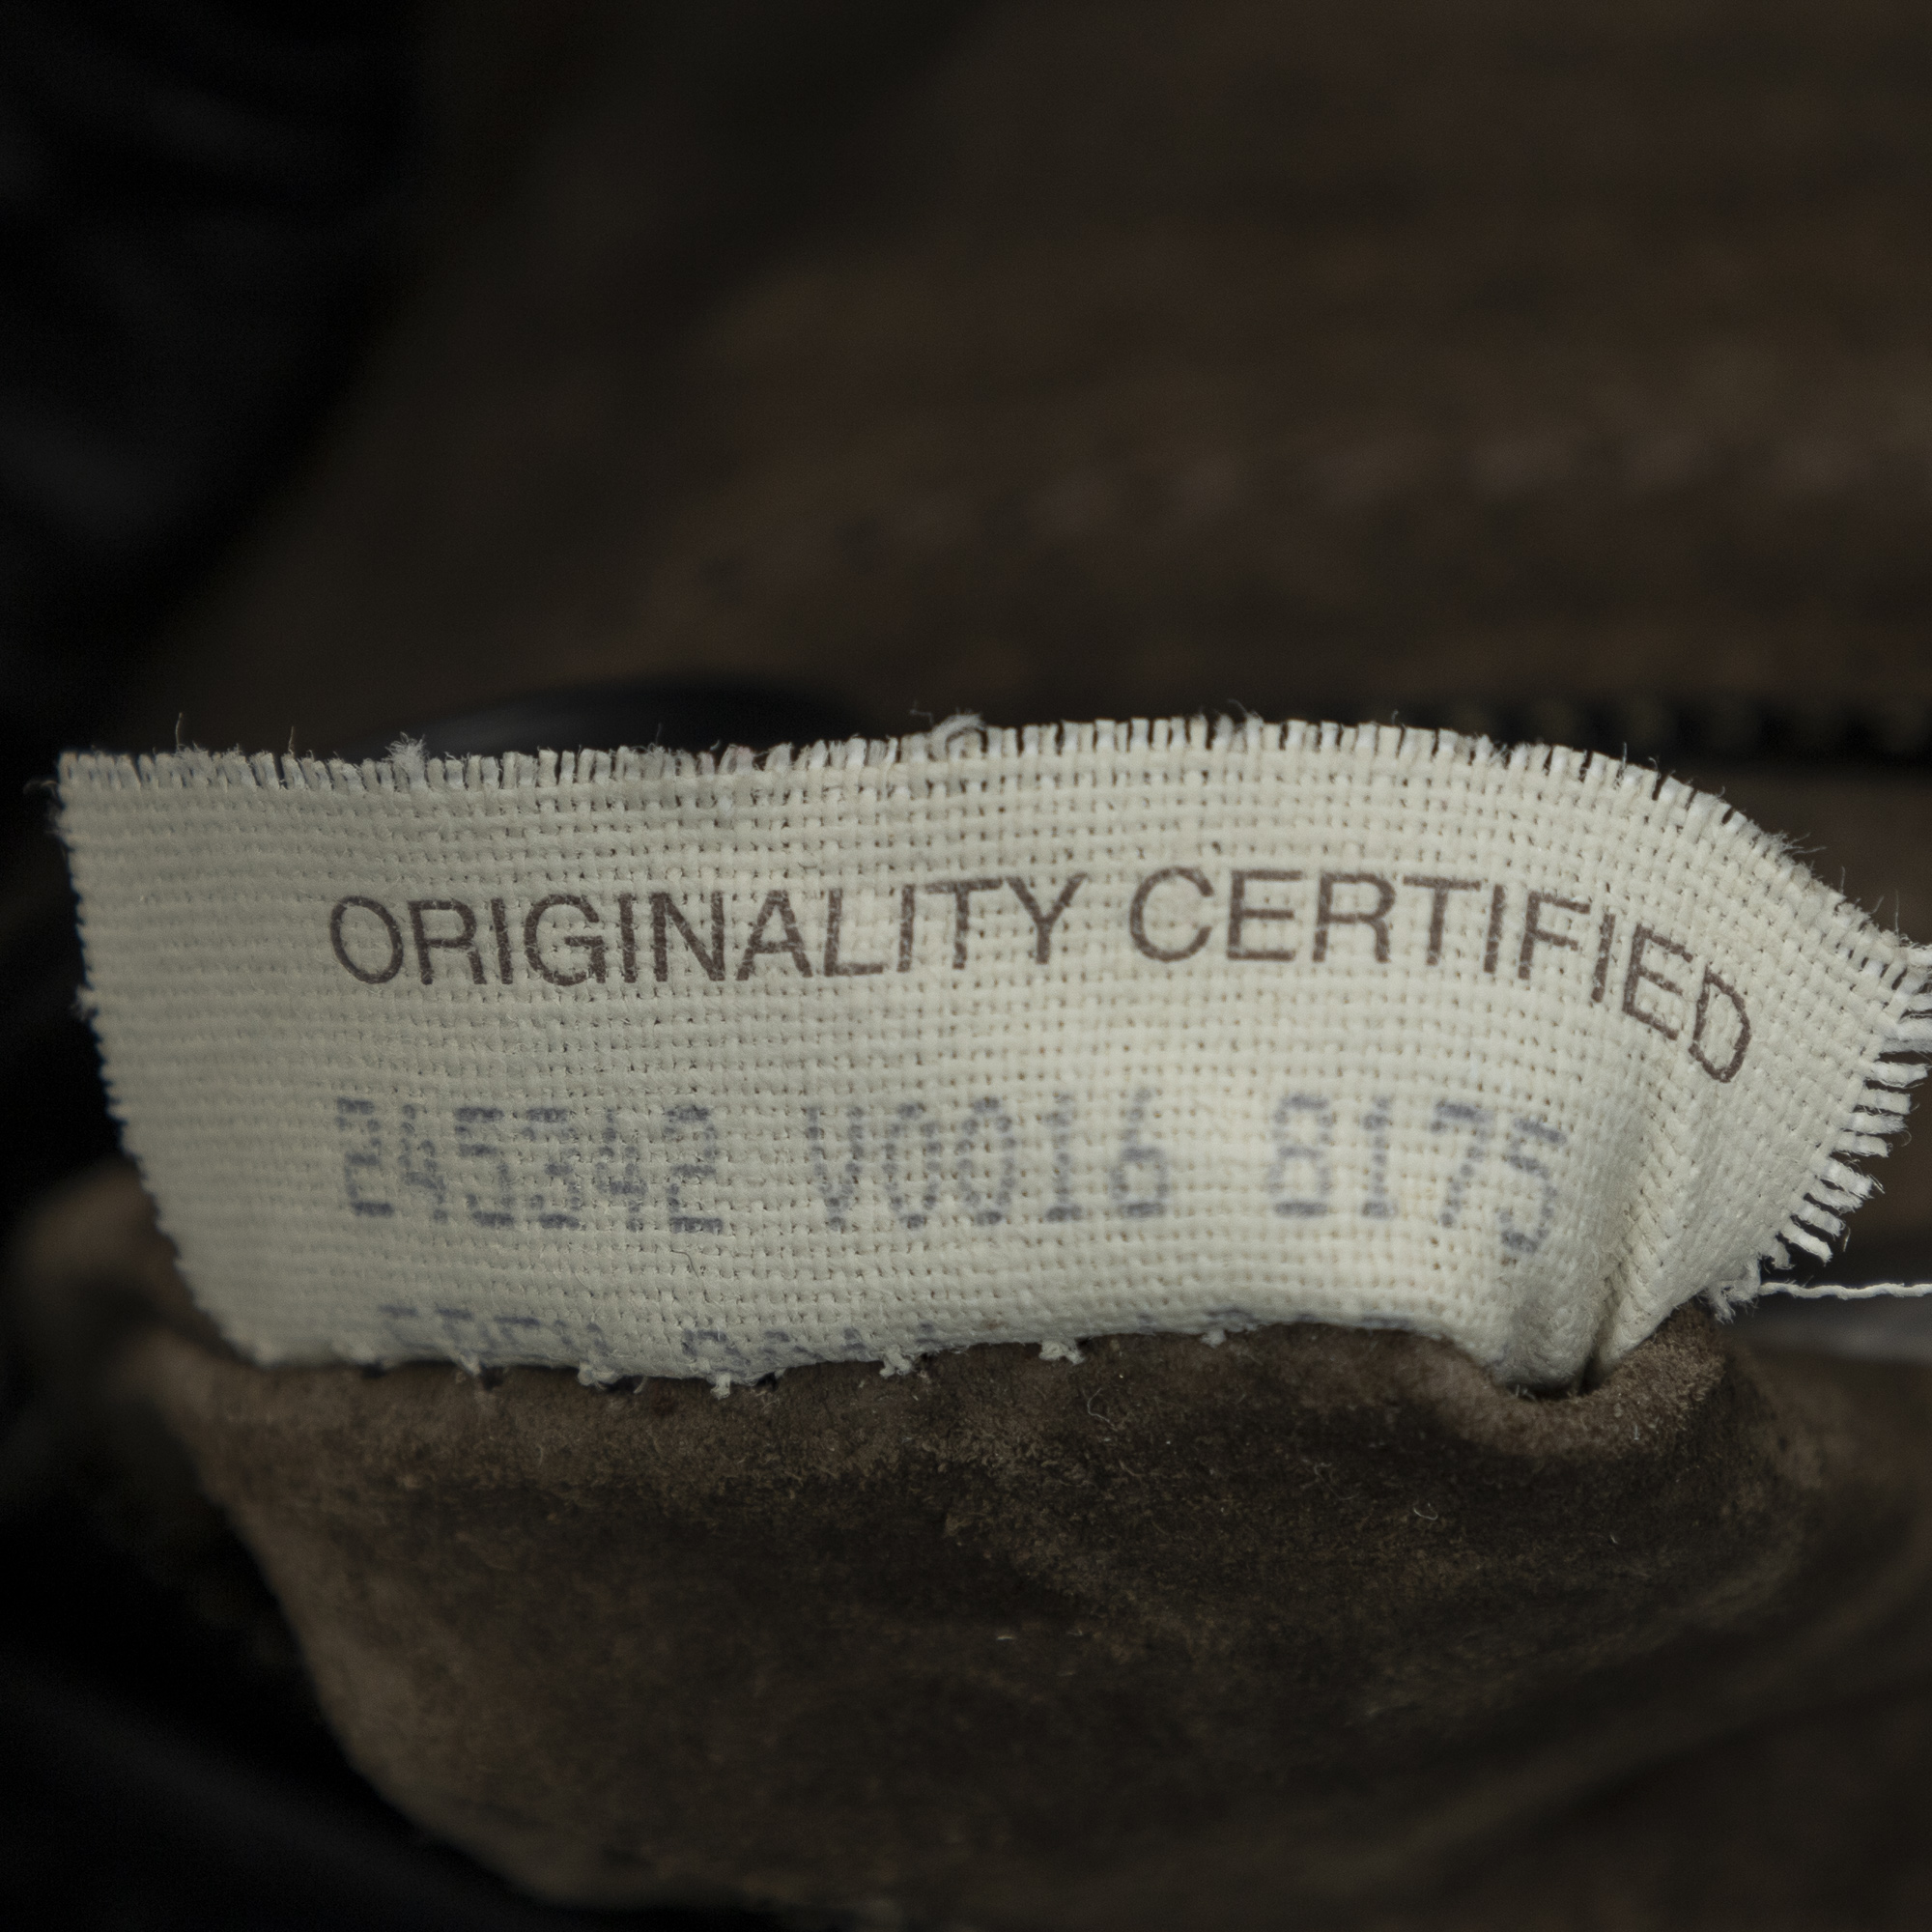 ORIGINALITY CERTIFIED
245342 V0016 8175